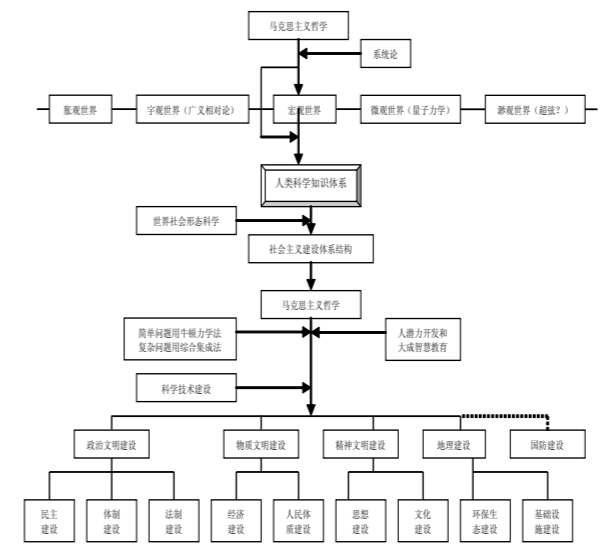 马克思主义哲学
系统论
胀观世界
宇观世界（广义相对论）
宏观世界
微观世界（量子力学）
渺观世界（超弦？）
人类科学知识体系
世界社会形态科学
社会主义建设体系结构
马克思主义哲学
简单问题用牛顿力学法
复杂问题用综合集成法
人潜力开发和
大成智慧教育
科学技术建设
政治文明建设
物质文明建设
精神文明建设
地理建设
国防建设
民主
建设
体制
建设
法制
建设
经济
建设
人民体
质建设
思想
建设
文化
建设
环保生
态建设
基础设
施建设